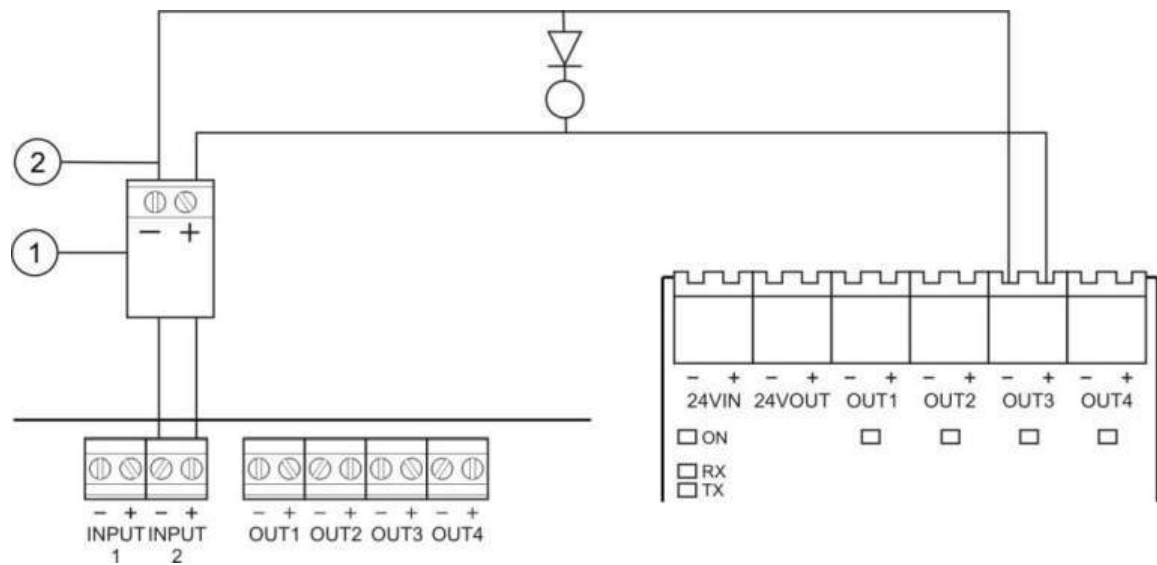 2
1
- +
- + - + - + - + - + - +
24VIN 24VOUT OUT1 OUT2 OUT3 OUT4
ON
RX
TX
- + - + - + - + - + - +
INPUT INPUT OUT1 OUT2 OUT3 OUT4
1 2